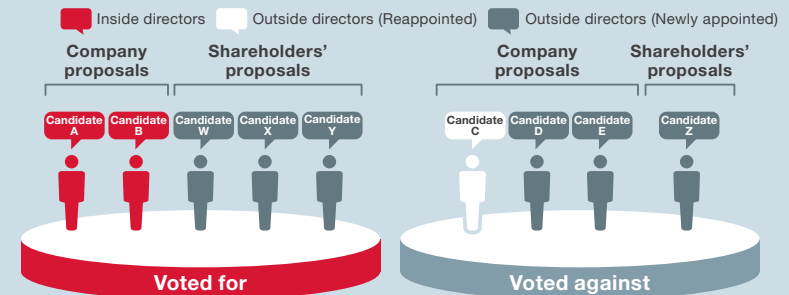 Inside directors Outside directors (Reappointed) Outside directors (Newly appointed)
Company Shareholders’ Company Shareholders’
proposals proposals proposals proposals
Candidate Candidate Candidate Candidate Candidate Candidate Candidate Candidate Candidate
A B W X Y C D E Z
Voted for Voted against